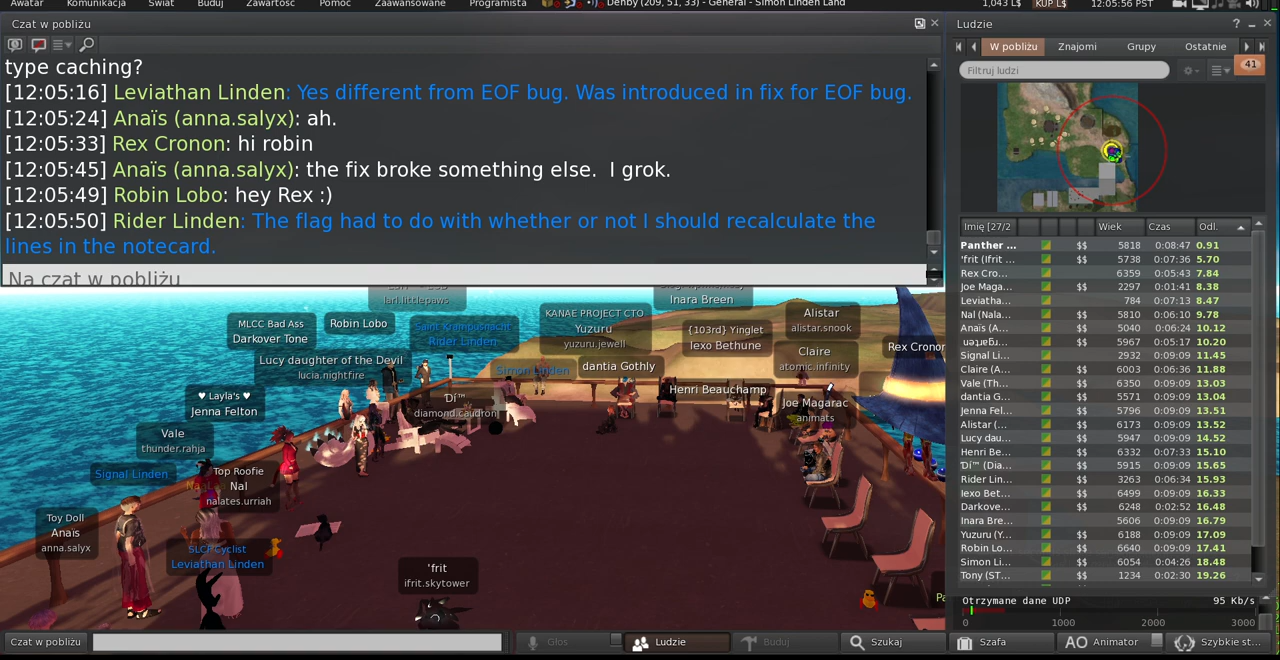 Awatar Komunikacja Świat Buduj Zawartość Pomoc Zaawansowane Programista Denby (209, 51, 33) - General - Simon Linden Land 1,043 L$ KUP L$ 12:05:56 PST
Czat w pobliżu
type caching?
[12:05:16] Leviathan Linden: Yes different from EOF bug. Was introduced in fix for EOF bug.
[12:05:24] Anaïs (anna.salyx): ah.
[12:05:33] Rex Cronon: hi robin
[12:05:45] Anaïs (anna.salyx): the fix broke something else. I grok.
[12:05:49] Robin Lobo: hey Rex :)
[12:05:50] Rider Linden: The flag had to do with whether or not I should recalculate the
lines in the notecard.
Na czat w pobliżu
lari.littlepaws
Inara Breen
MLCC Bad Ass
Darkover Tone
Robin Lobo
Saint Krampusnacht
Rider Linden
KANAE PROJECT CTO
Yuzuru
yuzuru.jewell
{103rd} Yinglet
Iexo Bethune
Alistar
alistar.snook
Rex Cronon
Lucy daughter of the Devil
lucia.nightfire
Simon Linden
dantia Gothly
Claire
atomic.infinity
♥ Layla's ♥
Jenna Felton
Ɗí™
diamond.caudron
Henri Beauchamp
Joe Magarac
animats
Vale
thunder.rahja
Signal Linden
Top Roofie
Nal
nalates.urriah
Toy Doll
Anaïs
anna.salyx
SLCF Cyclist
Leviathan Linden
'frit
ifrit.skytower
Czat w pobliżu
Głos
Ludzie
Buduj
Szukaj
Ludzie
W pobliżu Znajomi Grupy Ostatnie
Filtruj ludzi
41
Imię [27/2 Wiek Czas Odl.
Panther ... $$ 5818 0:08:47 0.91
'frit (Ifrit ... $$ 5738 0:07:36 5.70
Rex Cro... 6359 0:05:43 7.84
Joe Maga... $$ 2297 0:01:41 8.38
Leviatha... 784 0:07:13 8.47
Nal (Nala... $$ 5810 0:06:10 9.78
Anaïs (A... $$ 5040 0:06:24 10.12
$$ 5967 0:05:17 10.20
Signal Li... 2932 0:09:09 11.45
Claire (A... $$ 6003 0:06:36 11.88
Vale (Th... $$ 6350 0:09:09 13.03
dantia G... $$ 5571 0:09:09 13.04
Jenna Fel... $$ 5796 0:09:09 13.51
Alistar (... $$ 6173 0:09:09 13.52
Lucy dau... $$ 5947 0:09:09 14.52
Henri Be... $$ 6332 0:07:33 15.10
Ɗí™ (Dia... $$ 5915 0:09:09 15.65
Rider Lin... $$ 3263 0:06:34 15.93
Iexo Bet... $$ 6499 0:09:09 16.33
Darkove... $$ 6248 0:02:52 16.48
Inara Bre... 5606 0:09:09 16.79
Yuzuru (Y... $$ 6188 0:09:09 17.09
Robin Lo... $$ 6640 0:09:09 17.41
Simon Li... $$ 6054 0:04:26 18.48
Tony (ST... $$ 1234 0:02:30 19.26
Otrzymane dane UDP 95 Kb/s
0 1000 2000 3000
Szafa
AO Animator
Szybkie st...